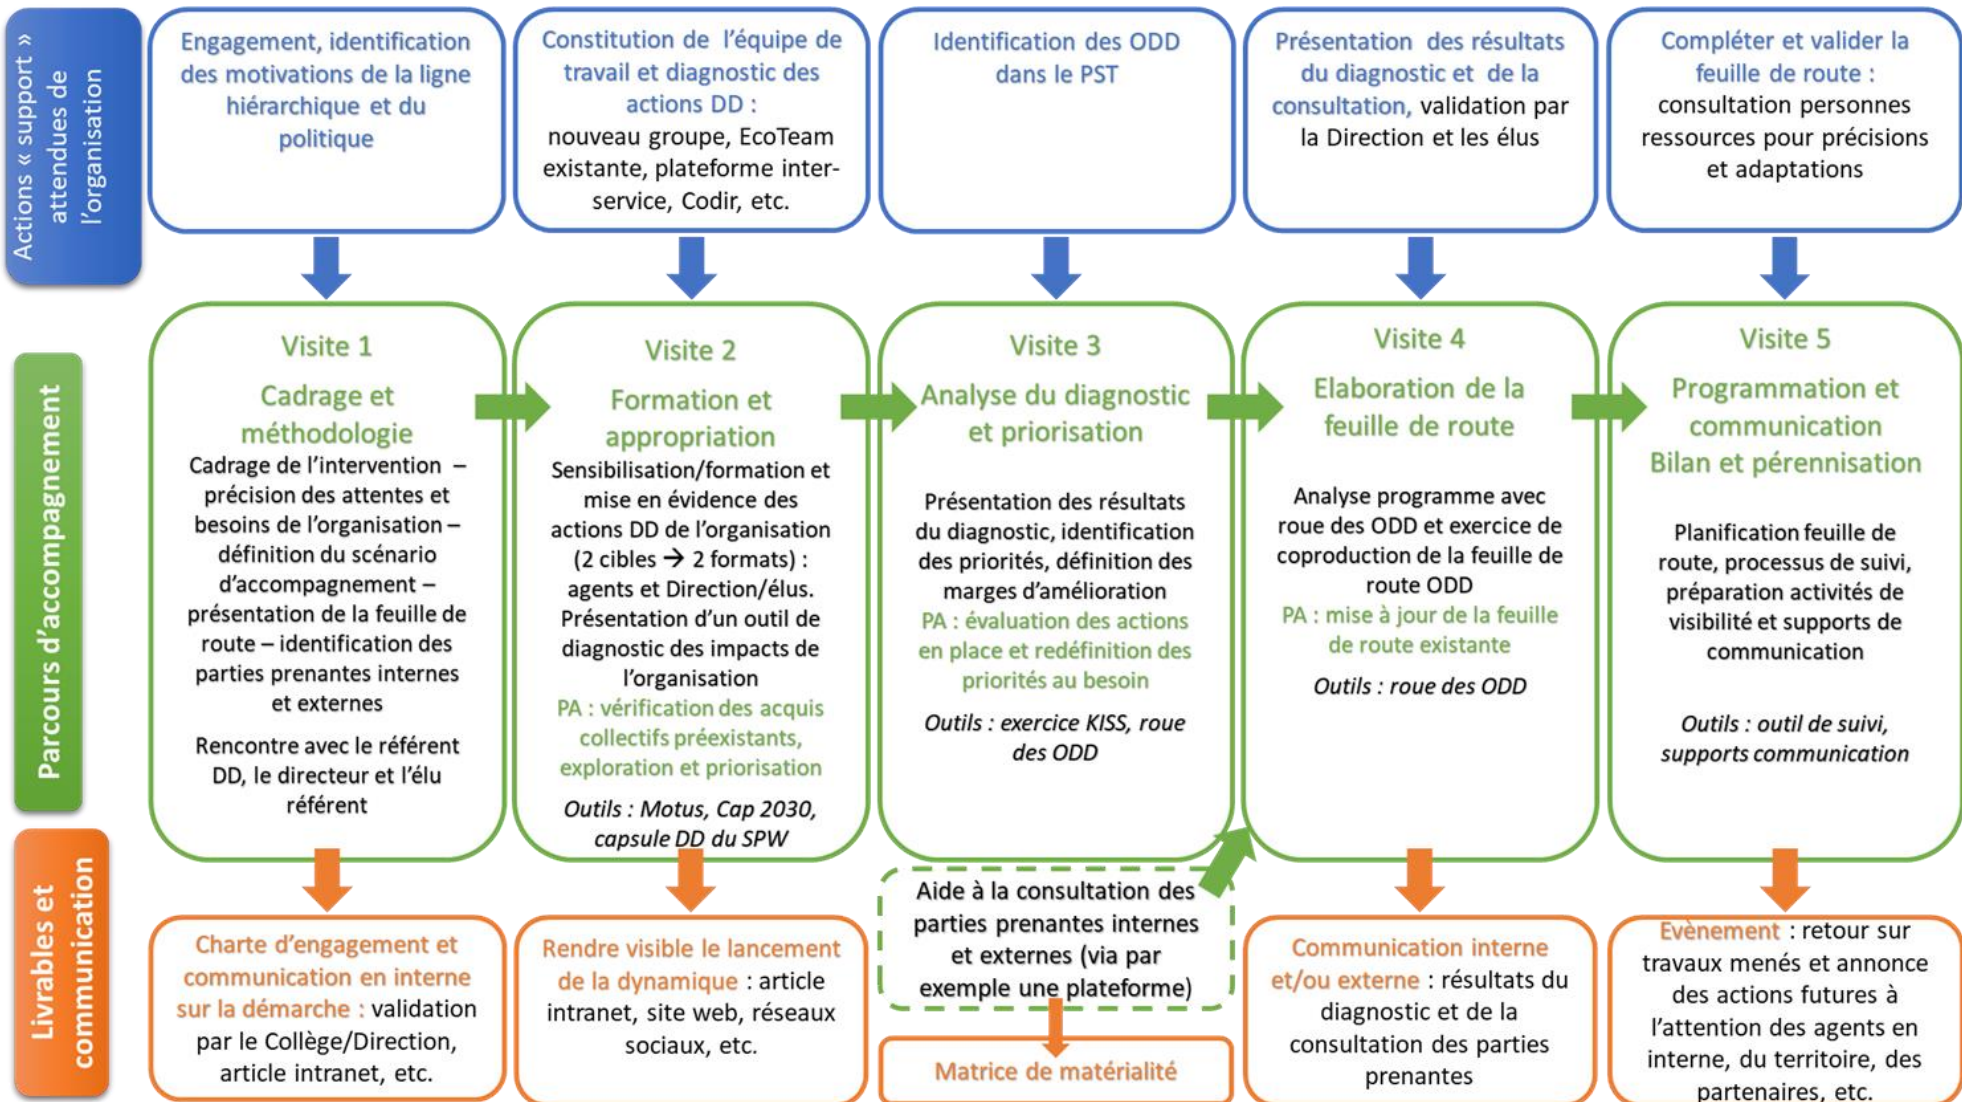 Actions « support »
attendues de
l’organisation
Engagement, identification
des motivations de la ligne
hiérarchique et du
politique
Constitution de l’équipe de
travail et diagnostic des
actions DD :
nouveau groupe, EcoTeam
existante, plateforme inter-
service, Codir, etc.
Identification des ODD
dans le PST
Présentation des résultats
du diagnostic et de la
consultation, validation par
la Direction et les élus
Compléter et valider la
feuille de route :
consultation personnes
ressources pour précisions
et adaptations
Parcours d’accompagnement
Visite 1
Cadrage et
méthodologie
Cadrage de l’intervention –
précision des attentes et
besoins de l’organisation –
définition du scénario
d’accompagnement –
présentation de la feuille de
route – identification des
parties prenantes internes
et externes
Rencontre avec le référent
DD, le directeur et l’élu
référent
Visite 2
Formation et
appropriation
Sensibilisation/formation et
mise en évidence des
actions DD de l’organisation
(2 cibles → 2 formats) :
agents et Direction/élus.
Présentation d’un outil de
diagnostic des impacts de
l’organisation
PA : vérification des acquis
collectifs préexistants,
exploration et priorisation
Outils : Motus, Cap 2030,
capsule DD du SPW
Visite 3
Analyse du diagnostic
et priorisation
Présentation des résultats
du diagnostic, identification
des priorités, définition des
marges d’amélioration
PA : évaluation des actions
en place et redéfinition des
priorités au besoin
Outils : exercice KISS, roue
des ODD
Visite 4
Elaboration de la
feuille de route
Analyse programme avec
roue des ODD et exercice de
coproduction de la feuille de
route ODD
PA : mise à jour de la feuille
de route existante
Outils : roue des ODD
Visite 5
Programmation et
communication
Bilan et pérennisation
Planification feuille de
route, processus de suivi,
préparation activités de
visibilité et supports de
communication
Outils : outil de suivi,
supports communication
Livrables et
communication
Charte d’engagement et
communication en interne
sur la démarche : validation
par le Collège/Direction,
article intranet, etc.
Rendre visible le lancement
de la dynamique : article
intranet, site web, réseaux
sociaux, etc.
Aide à la consultation des
parties prenantes internes
et externes (via par
exemple une plateforme)
Matrice de matérialité
Communication interne
et/ou externe : résultats du
diagnostic et de la
consultation des parties
prenantes
Evènement : retour sur
travaux menés et annonce
des actions futures à
l’attention des agents en
interne, du territoire, des
partenaires, etc.